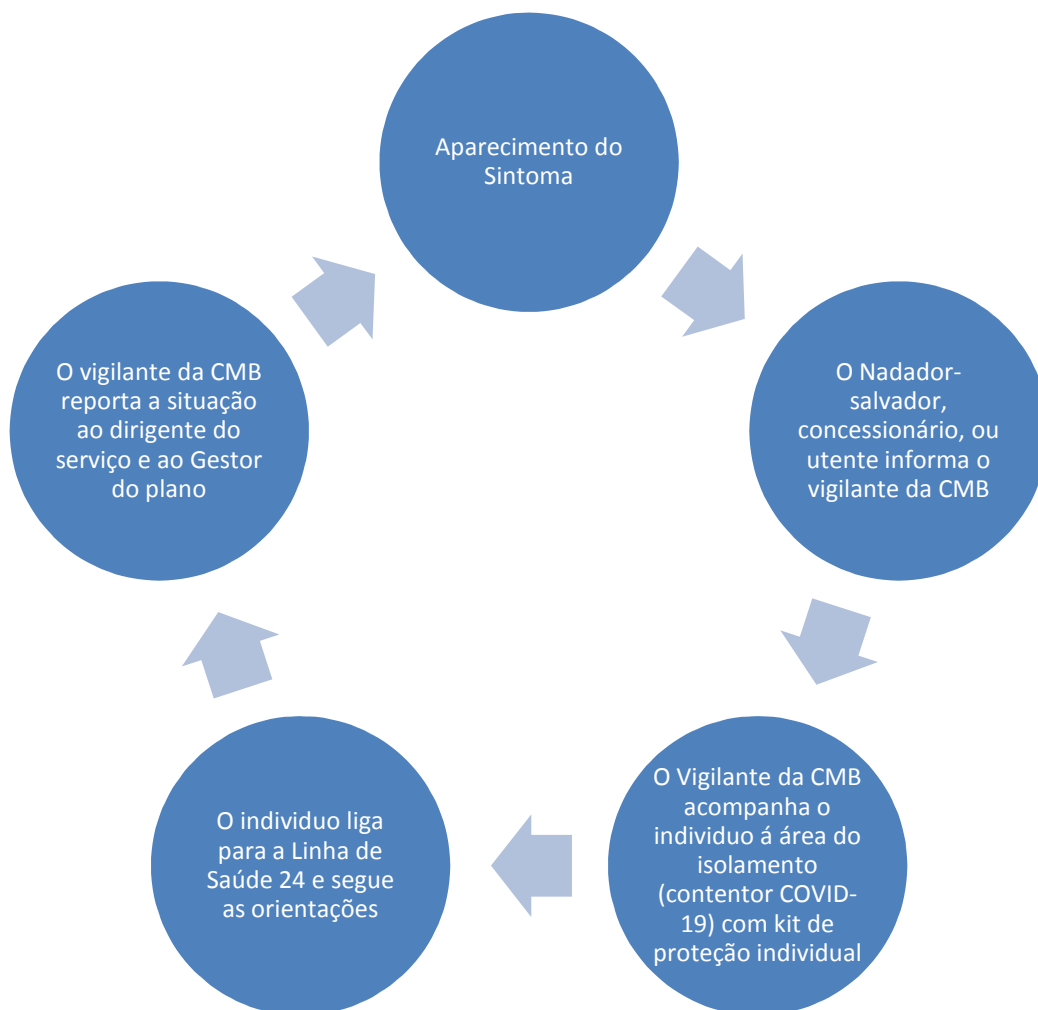 Aparecimento do
Sintoma
O Nadador-
salvador,
concessionário, ou
utente informa o
vigilante da CMB
O Vigilante da CMB
acompanha o
individuo á área do
isolamento
(contentor COVID-
19) com kit de
proteção individual
O individuo liga
para a Linha de
Saúde 24 e segue
as orientações
O vigilante da CMB
reporta a situação
ao dirigente do
serviço e ao Gestor
do plano